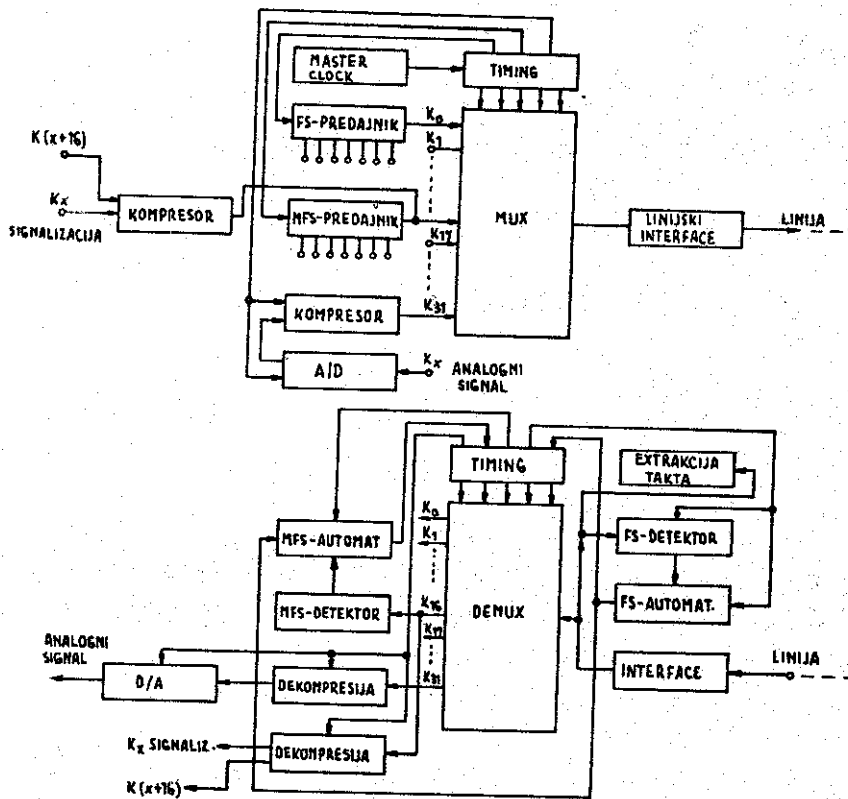 MASTER
CLOCK
TIMING
FS-PREDAJNIK
K0
K1
K(x+16)
Kx
SIGNALIZACIJA
KOMPRESOR
MFS-PREDAJNIK
K17
MUX
LINIJSKI
INTERFACE
LINIJA
KOMPRESOR
K31
A/D
Kx
ANALOGNI
SIGNAL
TIMING
EXTRAKCIJA
TAKTA
K0
K1
MFS-AUTOMAT
FS-DETEKTOR
MFS-DETEKTOR
K16
DEMUX
FS-AUTOMAT.
K17
ANALOGNI
SIGNAL
D/A
DEKOMPRESIJA
K31
INTERFACE
LINIJA
Kx SIGNALIZ.
DEKOMPRESIJA
K(x+16)